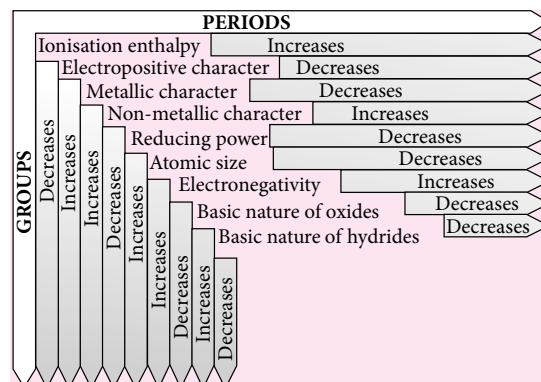 PERIODS
Ionisation enthalpy Increases
Electropositive character Decreases
Metallic character Decreases
Non-metallic character Increases
Reducing power Decreases
Atomic size Decreases
Electronegativity Increases
Basic nature of oxides Decreases
Basic nature of hydrides Decreases
GROUPS
Decreases
Increases
Increases
Decreases
Increases
Increases
Decreases
Increases
Decreases